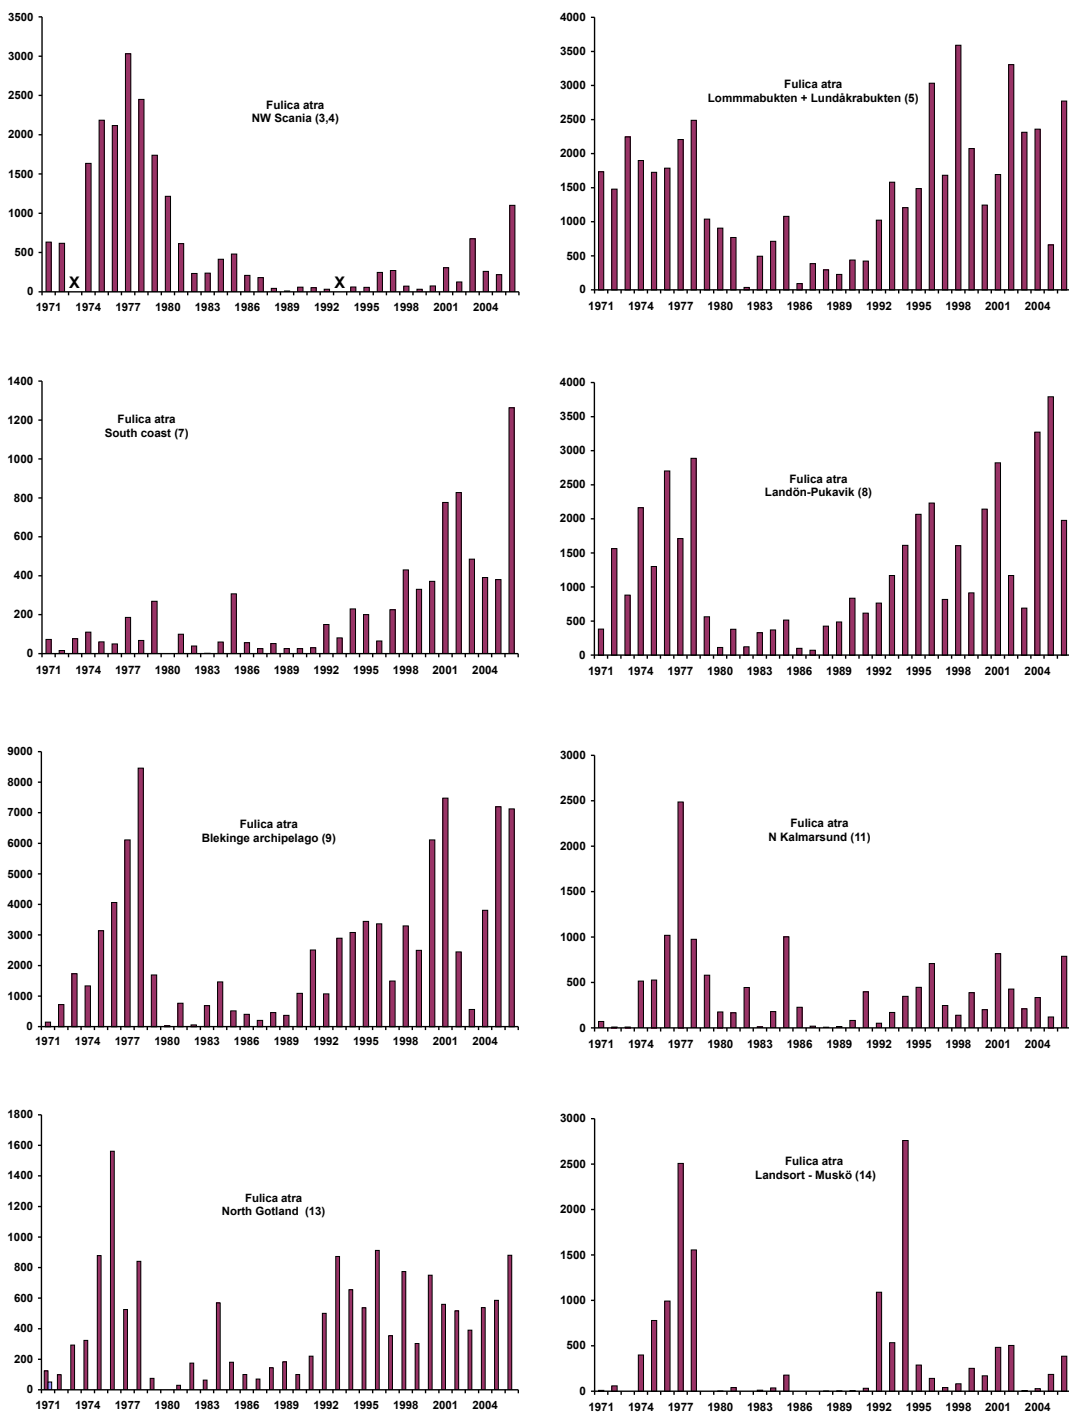 3500
3000
2500
2000
1500
1000
500
0
Fulica atra
NW Scania (3,4)
X
X
1971 1974 1977 1980 1983 1986 1989 1992 1995 1998 2001 2004
4000
3500
3000
2500
2000
1500
1000
500
0
Fulica atra
Lommmabukten + Lundåkrabukten (5)
1971 1974 1977 1980 1983 1986 1989 1992 1995 1998 2001 2004
1400
1200
1000
800
600
400
200
0
Fulica atra
South coast (7)
1971 1974 1977 1980 1983 1986 1989 1992 1995 1998 2001 2004
4000
3500
3000
2500
2000
1500
1000
500
0
Fulica atra
Landön-Pukavik (8)
1971 1974 1977 1980 1983 1986 1989 1992 1995 1998 2001 2004
9000
8000
7000
6000
5000
4000
3000
2000
1000
0
Fulica atra
Blekinge archipelago (9)
1971 1974 1977 1980 1983 1986 1989 1992 1995 1998 2001 2004
3000
2500
2000
1500
1000
500
0
Fulica atra
N Kalmarsund (11)
1971 1974 1977 1980 1983 1986 1989 1992 1995 1998 2001 2004
1800
1600
1400
1200
1000
800
600
400
200
0
Fulica atra
North Gotland (13)
1971 1974 1977 1980 1983 1986 1989 1992 1995 1998 2001 2004
3000
2500
2000
1500
1000
500
0
Fulica atra
Landsort - Muskö (14)
1971 1974 1977 1980 1983 1986 1989 1992 1995 1998 2001 2004